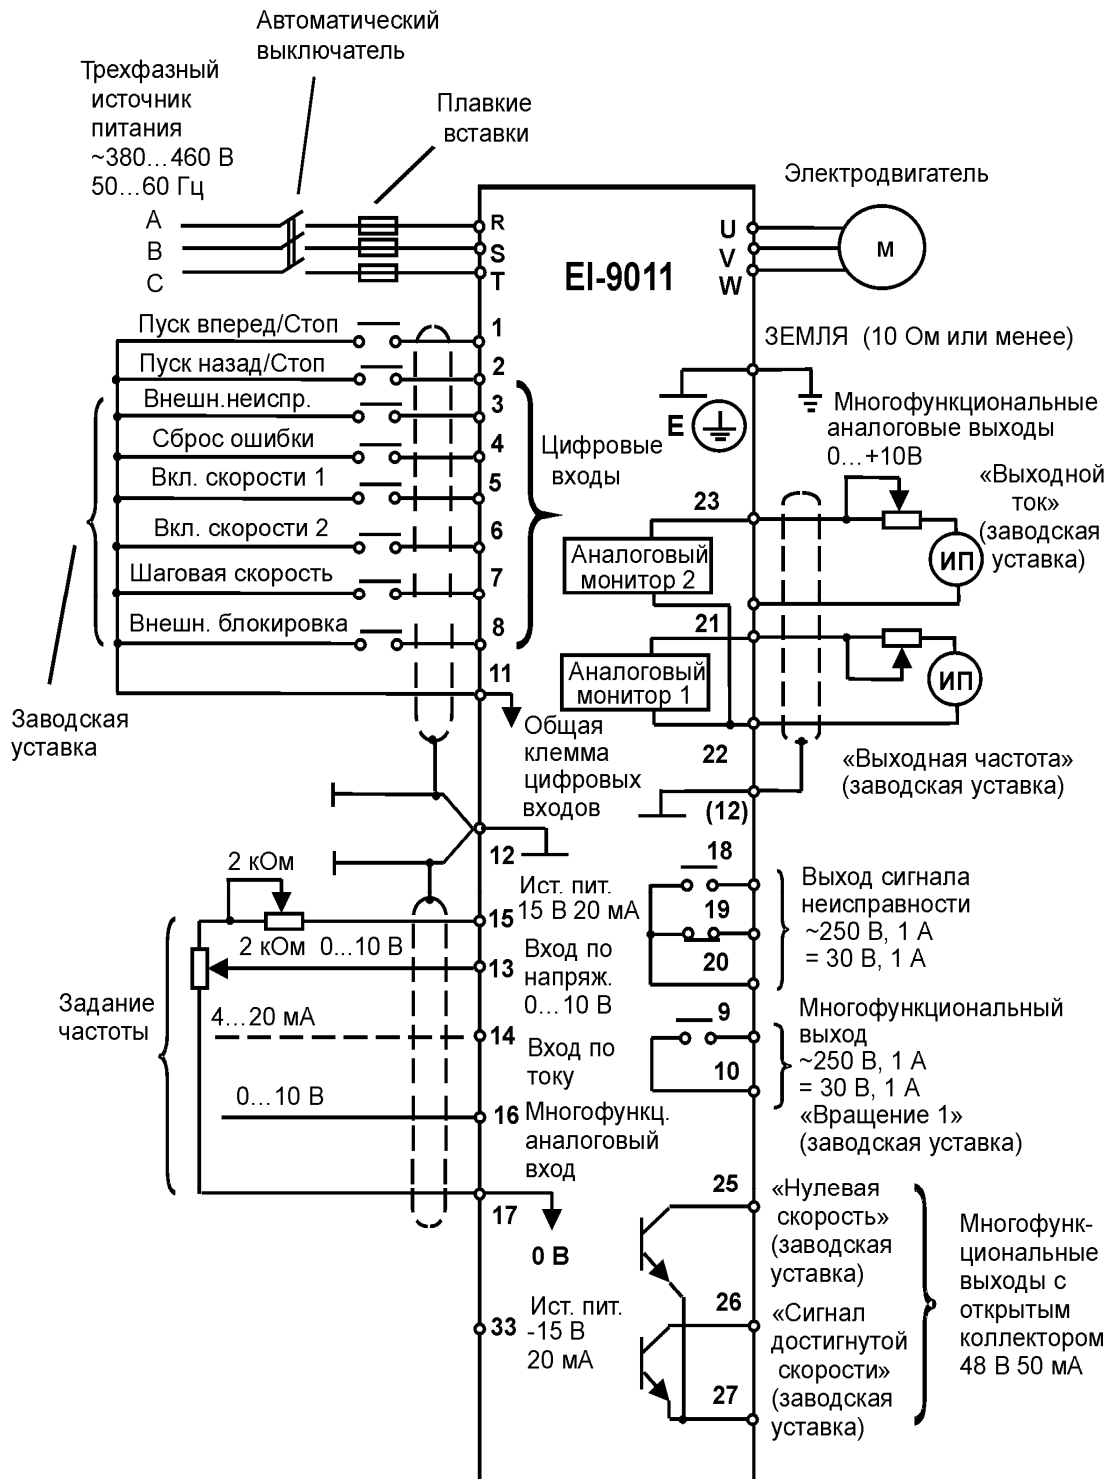 Автоматический
выключатель
Трехфазный
источник
питания
~380...460 В
50...60 Гц
Плавкие
вставки
Электродвигатель
A
B
C
R
S
T
EI-9011
U
V
W
М
Пуск вперед/Стоп
1
Пуск назад/Стоп
2
Внешн.неиспр.
3
Сброс ошибки
4
Вкл. скорости 1
5
Вкл. скорости 2
6
Шаговая скорость
7
Внешн. блокировка
8
11
Цифровые
входы
Заводская
уставка
Общая
клемма
цифровых
входов
ЗЕМЛЯ (10 Ом или менее)
E
Многофункциональные
аналоговые выходы
0...+10В
«Выходной
ток»
(заводская
уставка)
23
Аналоговый
монитор 2
ИП
21
Аналоговый
монитор 1
ИП
22
«Выходная частота»
(заводская уставка)
(12)
12
2 кОм
Ист. пит.
15 В 20 мА
15
2 кОм 0...10 В
13
Вход по
напряж.
0...10 В
Задание
частоты
4...20 мА
14
Вход по
току
0...10 В
16
Многофункц.
аналоговый
вход
17
0 В
33
Ист. пит.
-15 В
20 мА
18
19
20
Выход сигнала
неисправности
~250 В, 1 А
= 30 В, 1 А
9
10
Многофункциональный
выход
~250 В, 1 А
= 30 В, 1 А
«Вращение 1»
(заводская уставка)
25
«Нулевая
скорость»
(заводская
уставка)
26
«Сигнал
достигнутой
скорости»
(заводская
уставка)
27
Многофунк-
циональные
выходы с
открытым
коллектором
48 В 50 мА